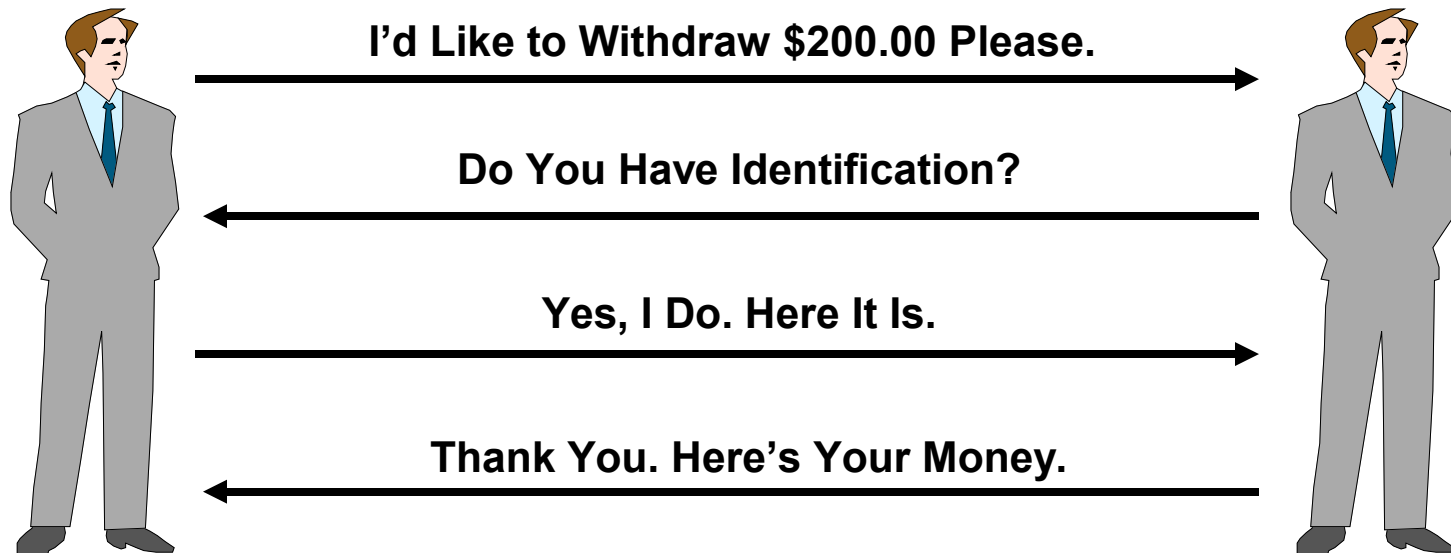 I’d Like to Withdraw $200.00 Please.
Do You Have Identification?
Yes, I Do. Here It Is.
Thank You. Here’s Your Money.